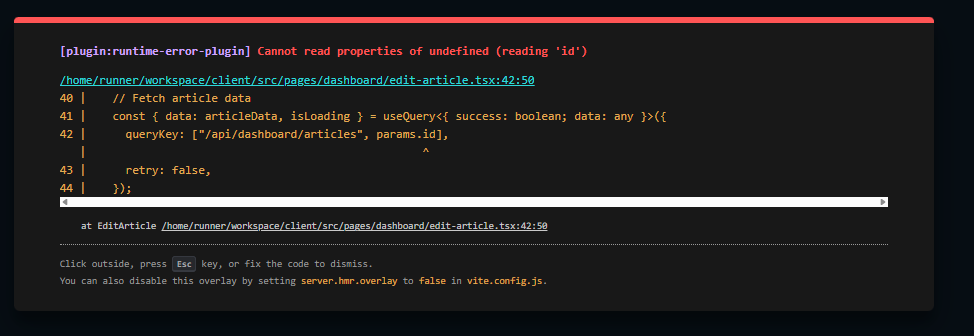 [plugin:runtime-error-plugin] Cannot read properties of undefined (reading 'id')
/home/runner/workspace/client/src/pages/dashboard/edit-article.tsx:42:50
40 |    // Fetch article data
41 |    const { data: articleData, isLoading } = useQuery<{ success: boolean; data: any }>({
42 |      queryKey: ["/api/dashboard/articles", params.id],
   |                                                  ^
43 |      retry: false,
44 |    });
at EditArticle /home/runner/workspace/client/src/pages/dashboard/edit-article.tsx:42:50
Click outside, press Esc key, or fix the code to dismiss.
You can also disable this overlay by setting server.hmr.overlay to false in vite.config.js.